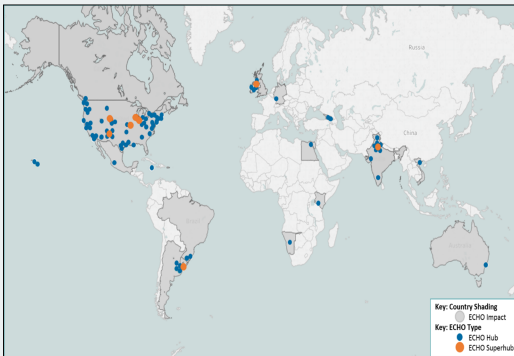 Russia
China
Brazil
Australia
Key: Country Shading
ECHO Impact
Key: ECHO Type
ECHO Hub
ECHO Superhub